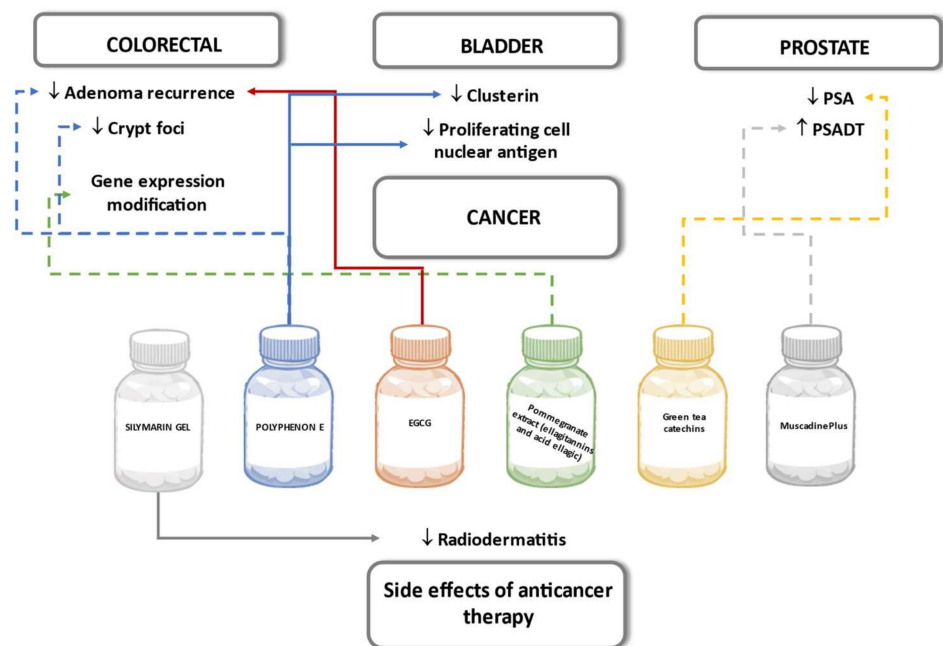 COLORECTAL
BLADDER
PROSTATE
↓ Adenoma recurrence
↓ Crypt foci
Gene expression
modification
↓ Clusterin
↓ Proliferating cell
nuclear antigen
↓ PSA
↑ PSADT
CANCER
SILYMARIN GEL
POLYPHENON E
EGCG
Pommegranate
extract (ellagitannins
and acid ellagic)
Green tea
catechins
MuscadinePlus
↓ Radiodermatitis
Side effects of anticancer
therapy